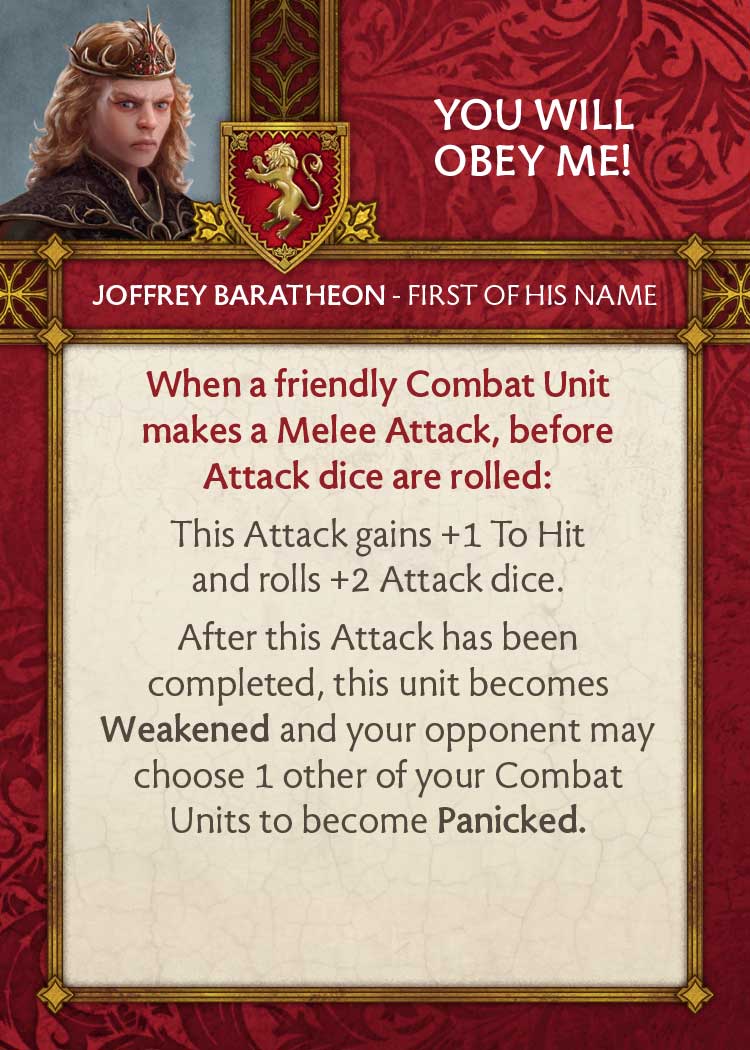 YOU WILL
OBEY ME!
JOFFREY BARATHEON - FIRST OF HIS NAME
When a friendly Combat Unit
makes a Melee Attack, before
Attack dice are rolled:
This Attack gains +1 To Hit
and rolls +2 Attack dice.
After this Attack has been
completed, this unit becomes
Weakened and your opponent may
choose 1 other of your Combat
Units to become Panicked.